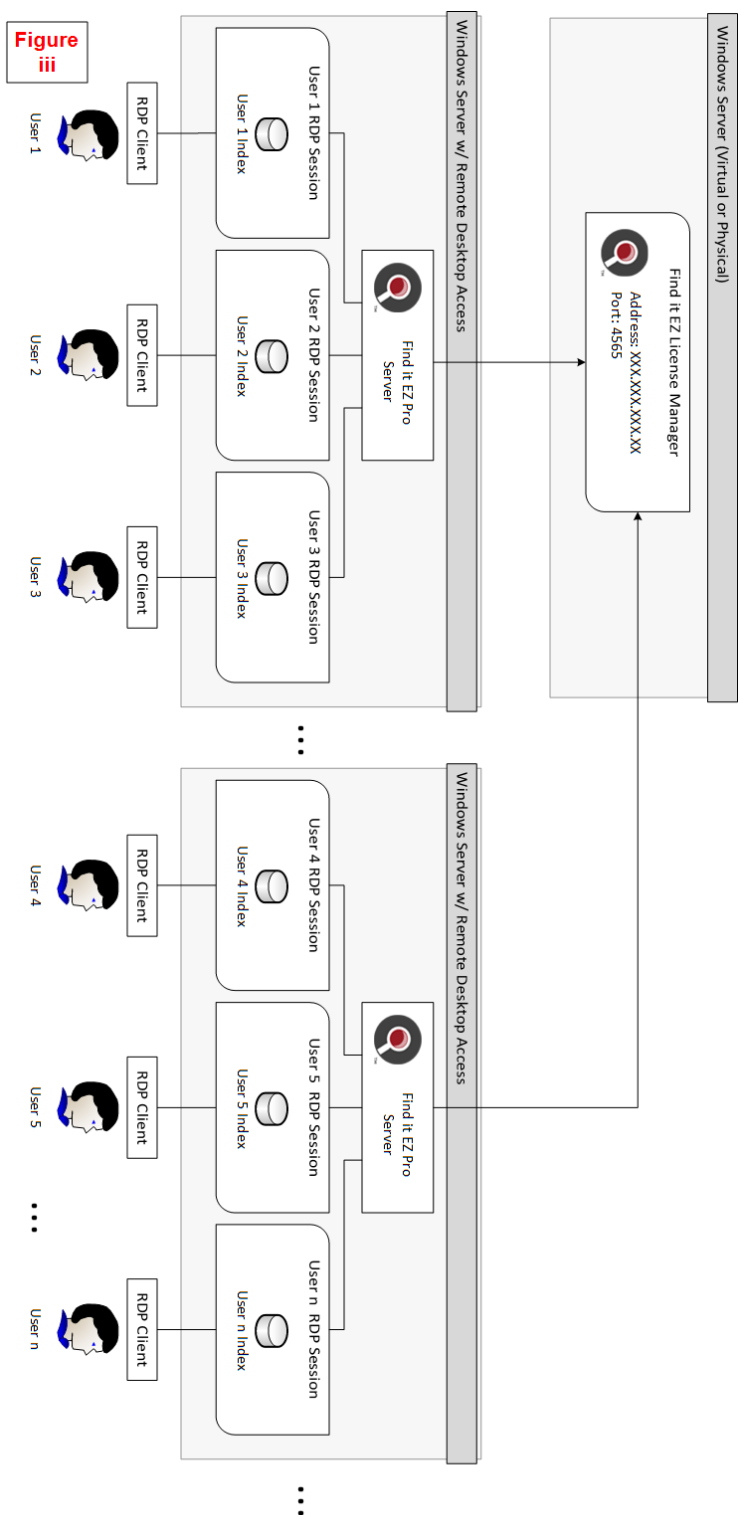 Figure
iii
Windows Server (Virtual or Physical)
Find it EZ License Manager
Address: XXX.XXX.XXX.XX
Port: 4565
™
Windows Server w/ Remote Desktop Access
Find it EZ Pro
Server
™
User 1 RDP Session
User 1 Index
User 2 RDP Session
User 2 Index
User 3 RDP Session
User 3 Index
RDP Client
RDP Client
RDP Client
User 1
User 2
User 3
...
Windows Server w/ Remote Desktop Access
Find it EZ Pro
Server
™
User 4 RDP Session
User 4 Index
User 5 RDP Session
User 5 Index
User n RDP Session
User n Index
RDP Client
RDP Client
RDP Client
User 4
User 5
...
User n
...